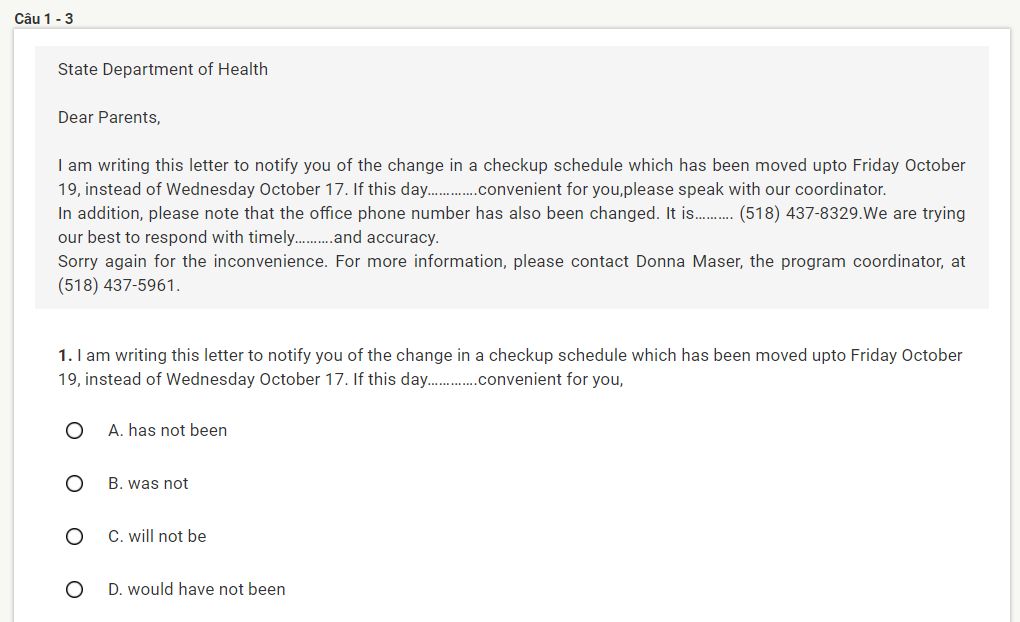 Câu 1 - 3
State Department of Health
Dear Parents,
I am writing this letter to notify you of the change in a checkup schedule which has been moved upto Friday October
19, instead of Wednesday October 17. If this day.............convenient for you,please speak with our coordinator.
In addition, please note that the office phone number has also been changed. It is.......... (518) 437-8329.We are trying
our best to respond with timely..........and accuracy.
Sorry again for the inconvenience. For more information, please contact Donna Maser, the program coordinator, at
(518) 437-5961.
1. I am writing this letter to notify you of the change in a checkup schedule which has been moved upto Friday October
19, instead of Wednesday October 17. If this day.............convenient for you,
A. has not been
B. was not
C. will not be
D. would have not been